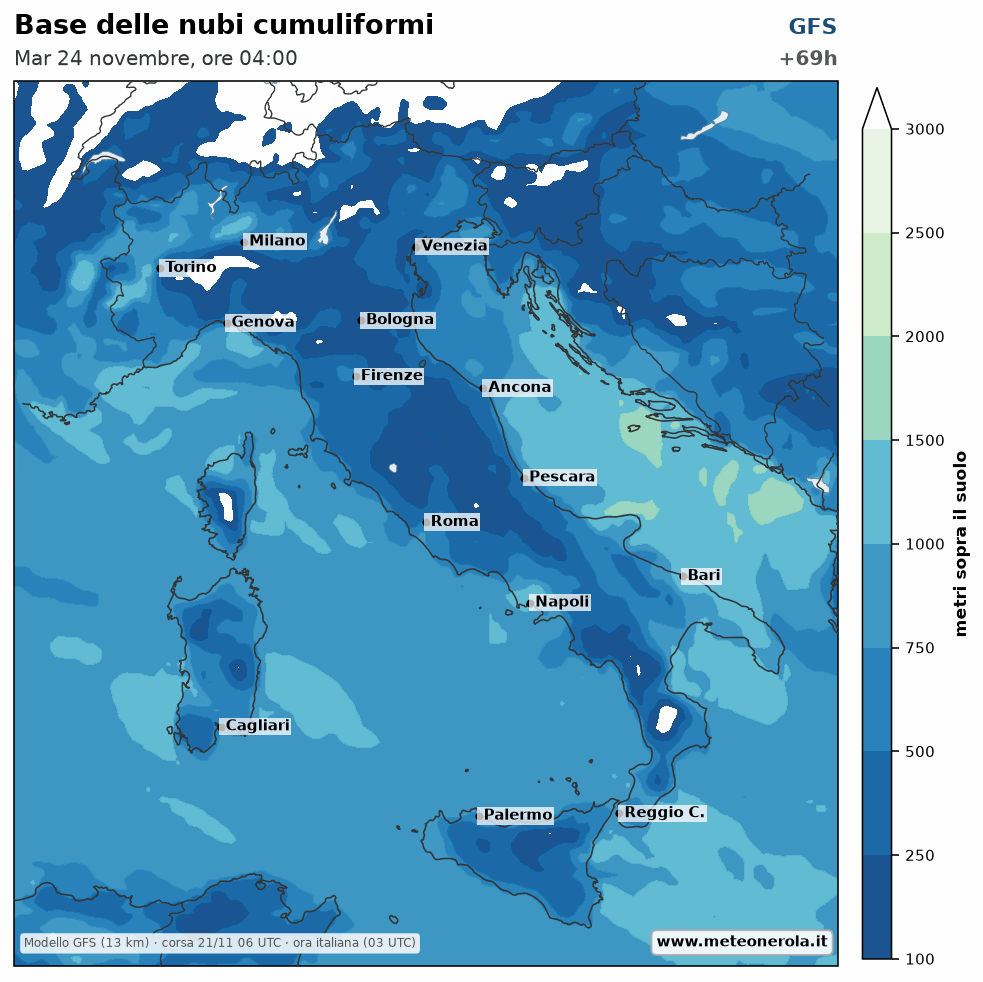 Base delle nubi cumuliformi
GFS
Mar 24 novembre, ore 04:00
+69h
3000
2500
2000
1500
1000
750
500
250
100
metri sopra il suolo
Milano
Venezia
Torino
Genova
Bologna
Firenze
Ancona
Pescara
Roma
Bari
Napoli
Cagliari
Palermo
Reggio C.
Modello GFS (13 km) · corsa 21/11 06 UTC · ora italiana (03 UTC)
www.meteonerola.it